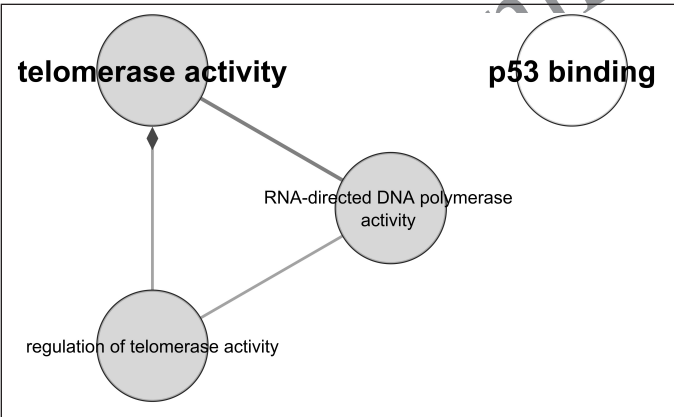 telomerase activity
p53 binding
RNA-directed DNA polymerase
activity
regulation of telomerase activity